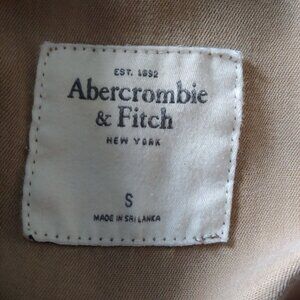 EST. 1892
Abercrombie
& Fitch
NEW YORK
S
MADE IN SRI LANKA